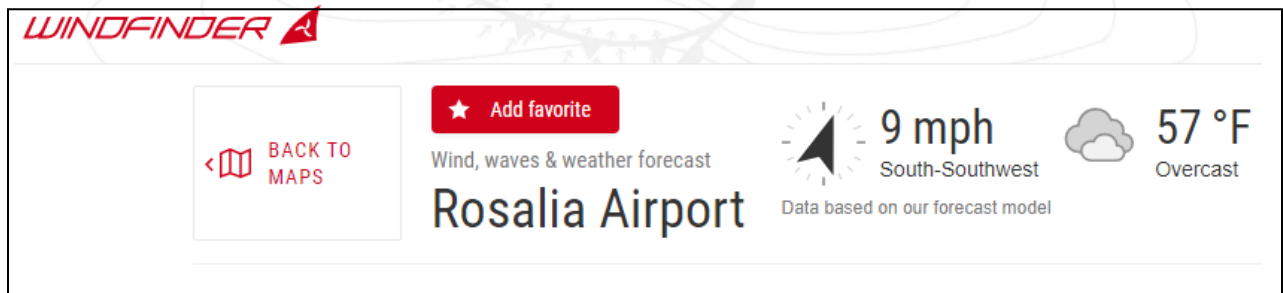 WINDFINDER
BACK TO
MAPS
Add favorite
Wind, waves & weather forecast
Rosalia Airport
9 mph
South-Southwest
Data based on our forecast model
57 °F
Overcast